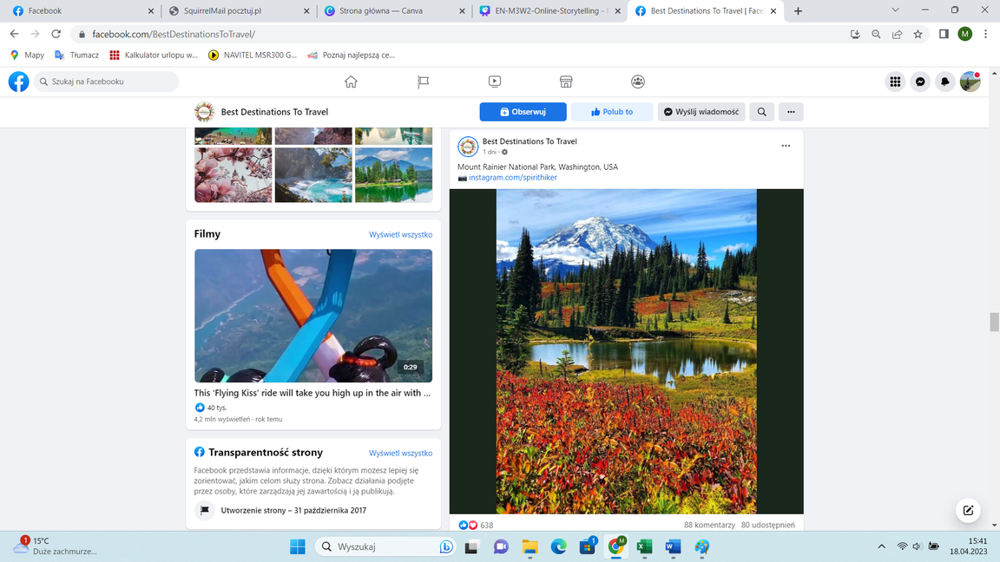 Facebook
SquirrelMail pocztuj.pl
Strona główna — Canva
EN-M3W2-Online-Storytelling -
Best Destinations To Travel | Face
facebook.com/BestDestinationsToTravel/
M
Mapy
Tłumacz
Kalkulator urlopu w...
NAVITEL MSR300 G...
Poznaj najlepszą ce...
Szukaj na Facebooku
Best Destinations To Travel
Obserwuj
Polub to
Wyślij wiadomość
Best Destinations To Travel
1 dni ·
Mount Rainier National Park, Washington, USA
instagram.com/spirithiker
Filmy
Wyświetl wszystko
0:29
This ‘Flying Kiss’ ride will take you high up in the air with ...
40 tys.
4,2 mln wyświetleń · rok temu
Transparentność strony
Wyświetl wszystko
Facebook przedstawia informacje, dzięki którym możesz lepiej się
zorientować, jakim celom służy strona. Zobacz działania podjęte
przez osoby, które zarządzają jej zawartością i ją publikują.
Utworzenie strony – 31 października 2017
638
88 komentarzy
80 udostępnień
1
15°C
Duże zachmurze...
Wyszukaj
1
M
15:41
18.04.2023